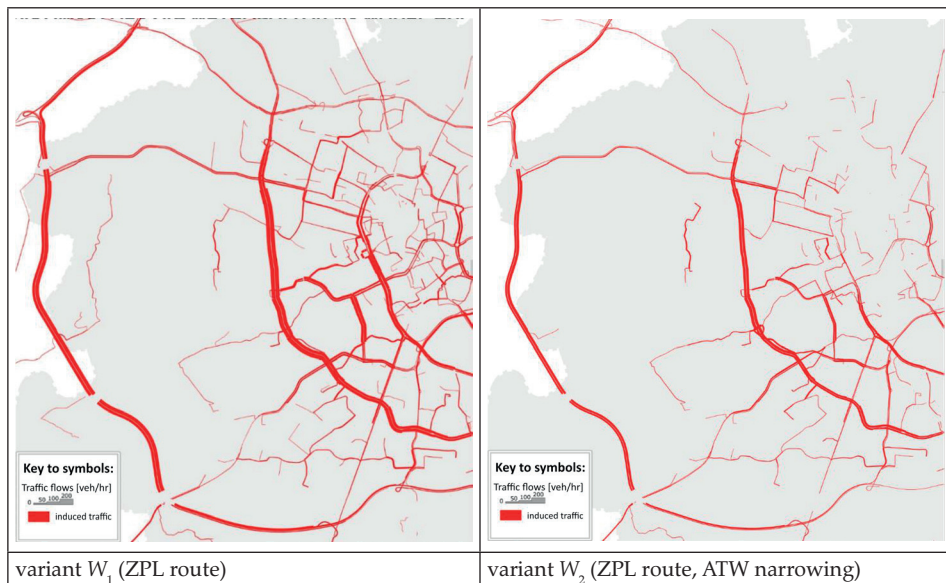 Key to symbols:
Traffic flows [veh/hr]
0 50 100 200
induced traffic
Key to symbols:
Traffic flows [veh/hr]
0 50 100 200
induced traffic
variant W₁ (ZPL route)
variant W₂ (ZPL route, ATW narrowing)